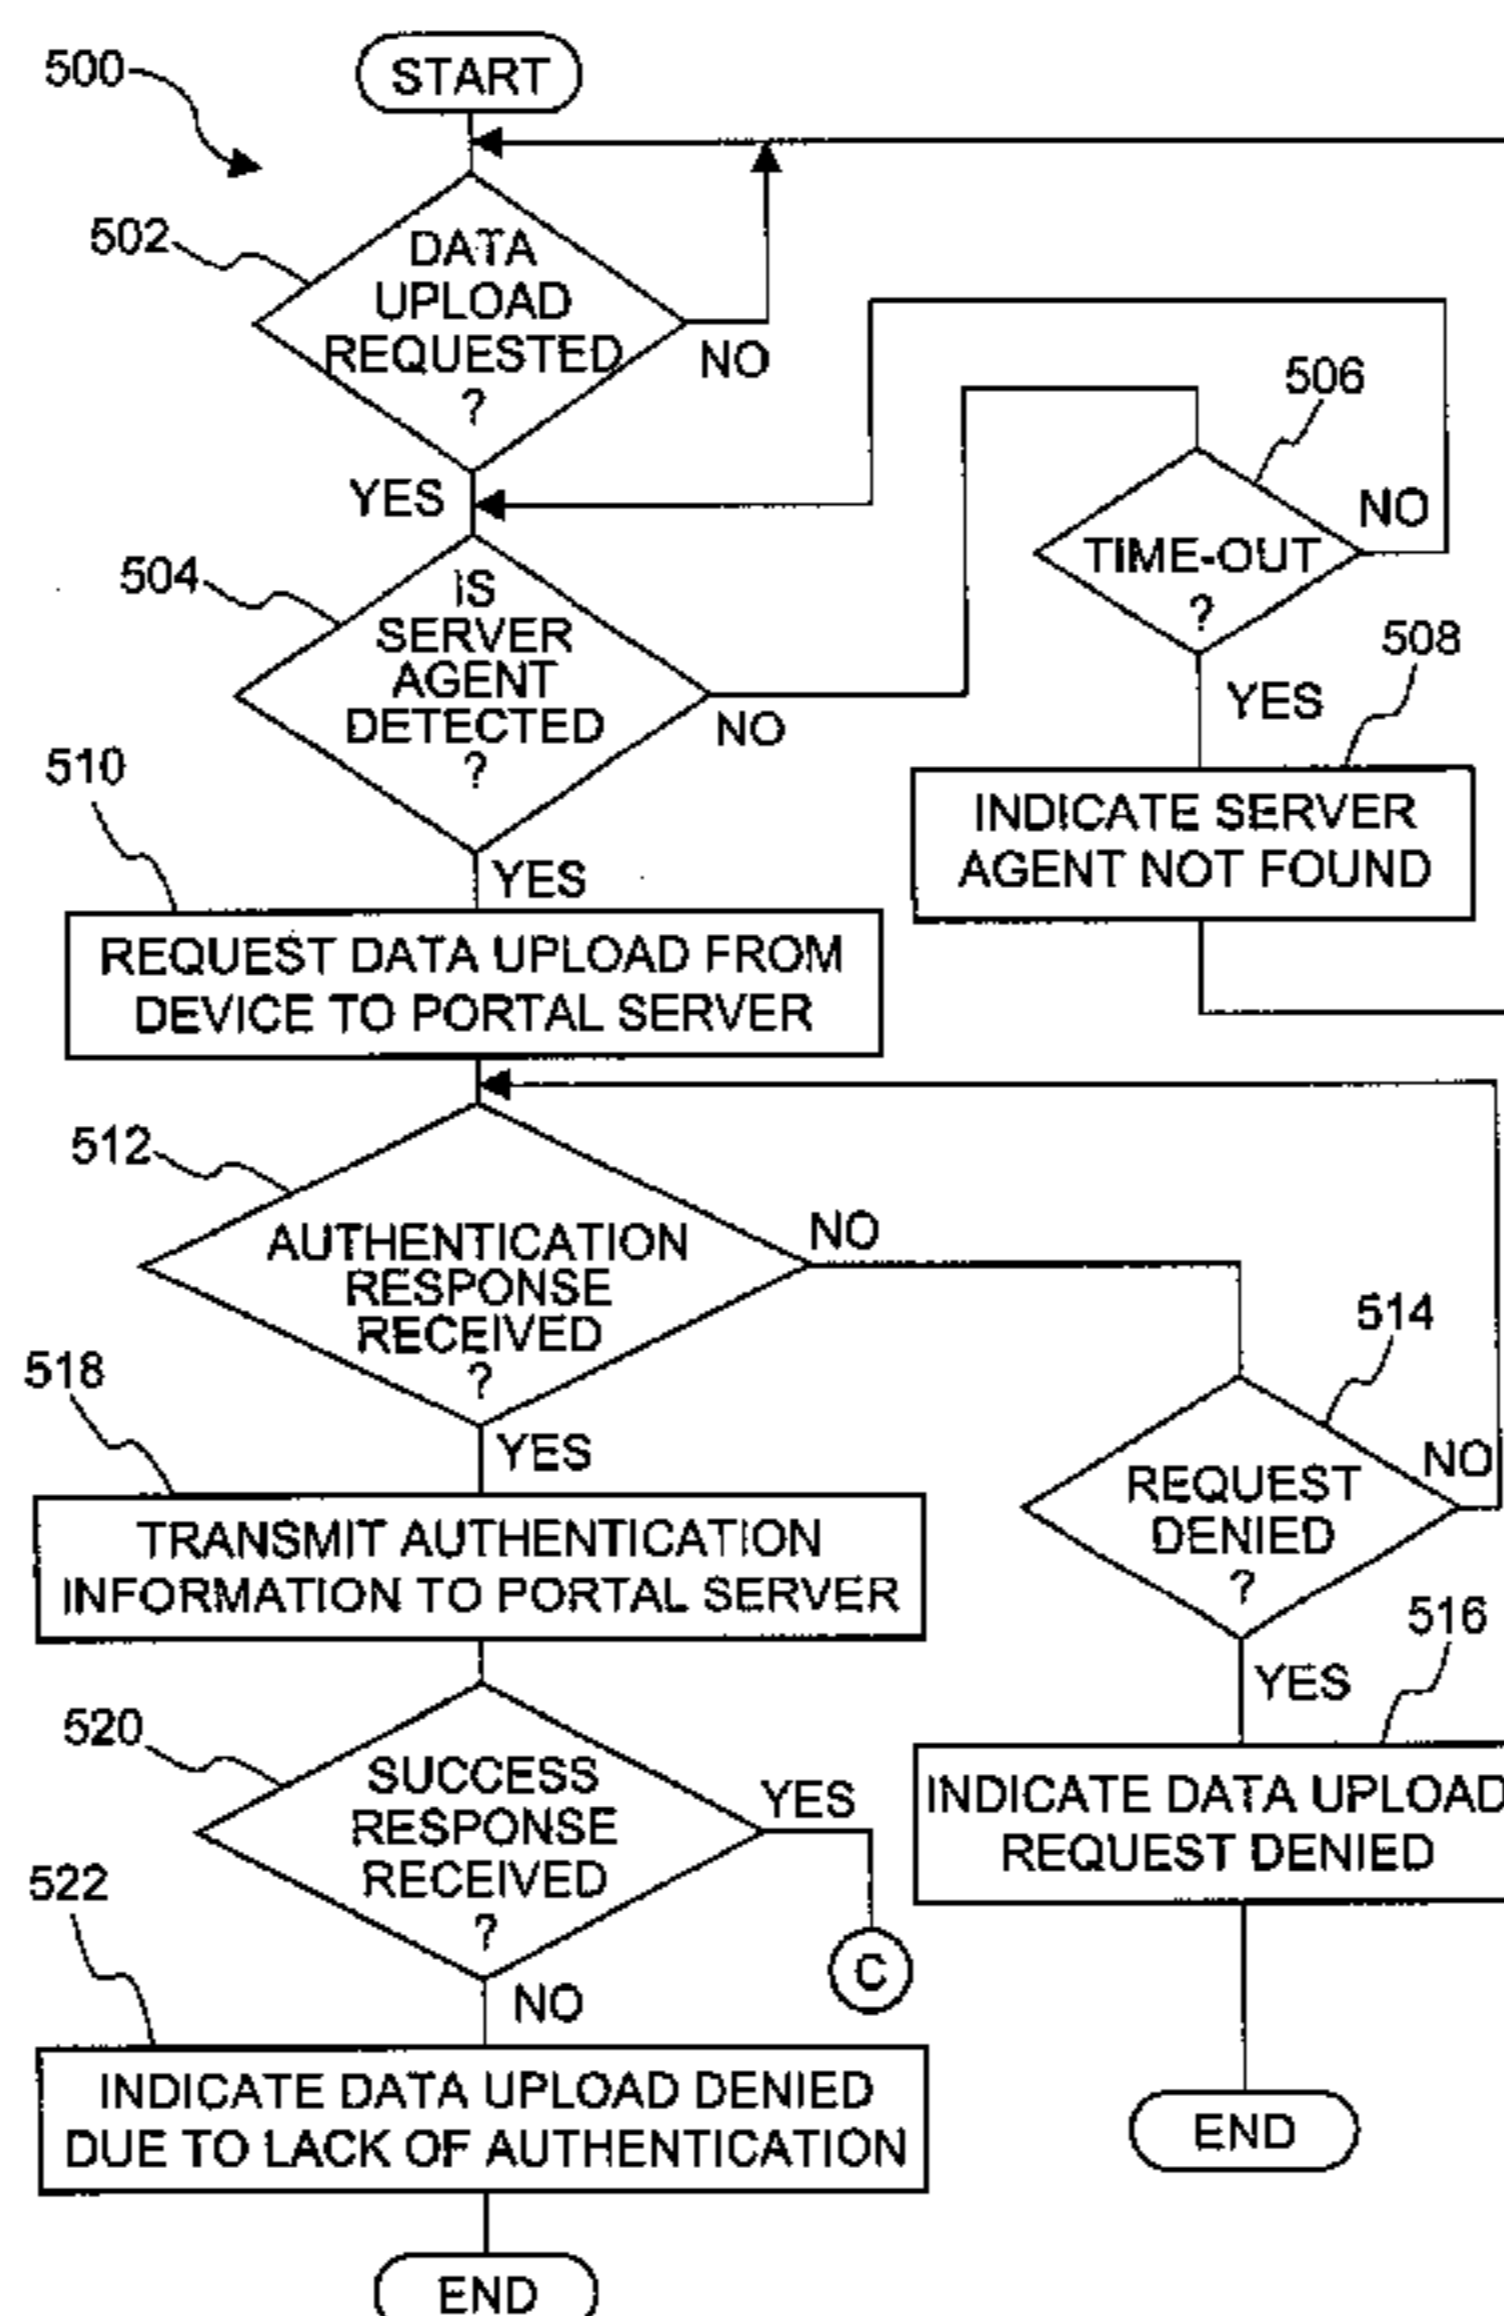 500
START
502
DATA
UPLOAD
REQUESTED
?
NO
YES
506
TIME-OUT
?
NO
YES
504
IS
SERVER
AGENT
DETECTED
?
NO
YES
508
INDICATE SERVER
AGENT NOT FOUND
510
REQUEST DATA UPLOAD FROM
DEVICE TO PORTAL SERVER
512
AUTHENTICATION
RESPONSE
RECEIVED
?
NO
YES
514
REQUEST
DENIED
?
NO
YES
516
INDICATE DATA UPLOAD
REQUEST DENIED
END
518
TRANSMIT AUTHENTICATION
INFORMATION TO PORTAL SERVER
520
SUCCESS
RESPONSE
RECEIVED
?
YES
C
NO
522
INDICATE DATA UPLOAD DENIED
DUE TO LACK OF AUTHENTICATION
END